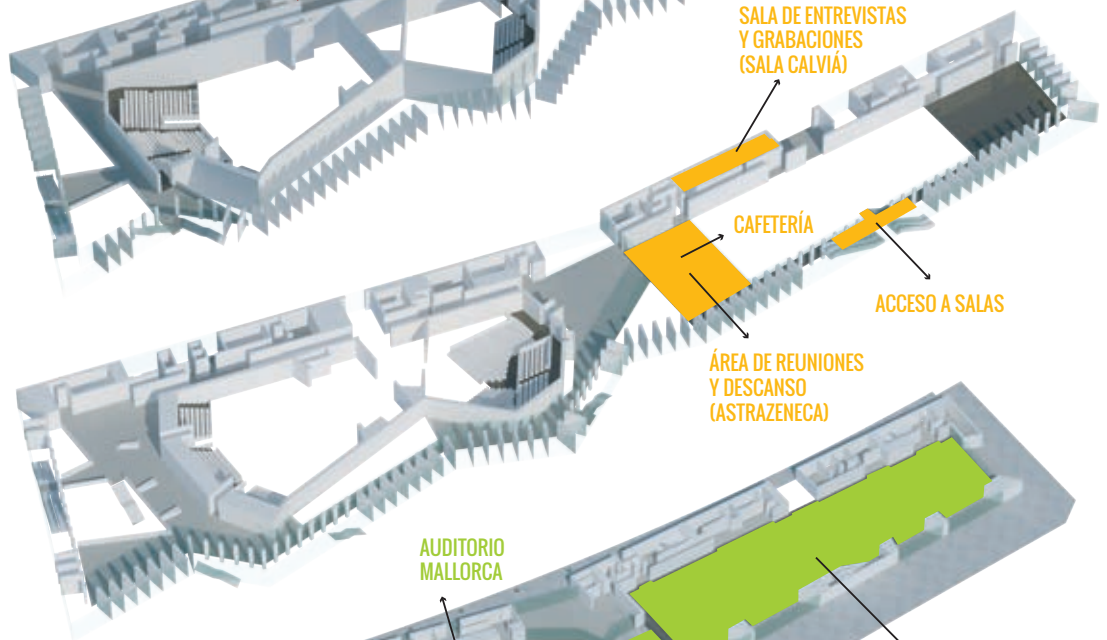 SALA DE ENTREVISTAS
Y GRABACIONES
(SALA CALVIÁ)
CAFETERÍA
ACCESO A SALAS
ÁREA DE REUNIONES
Y DESCANSO
(ASTRAZENECA)
AUDITORIO
MALLORCA